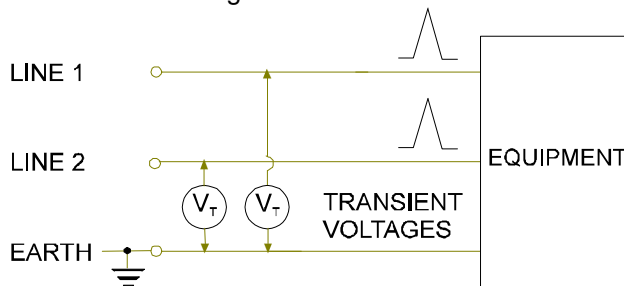 LINE 1
LINE 2
EQUIPMENT
V_T V_T
TRANSIENT
VOLTAGES
EARTH